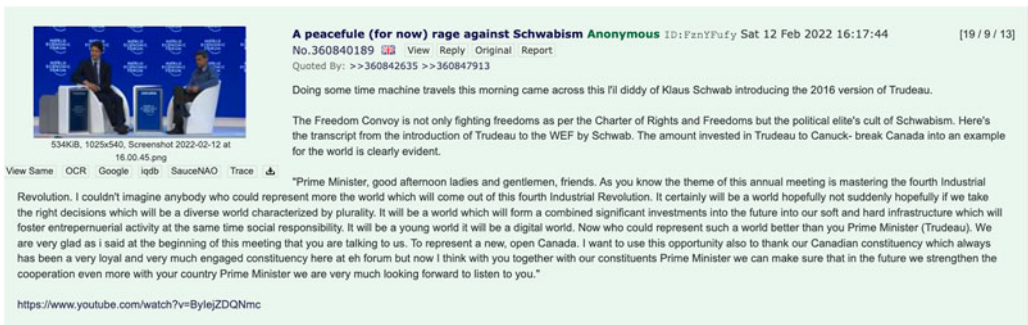 WORLD ECONOMIC FORUM
A peacefule (for now) rage against Schwabism Anonymous ID:FznYFufy Sat 12 Feb 2022 16:17:44 [19 / 9 / 13]
No.360840189 View Reply Original Report
Quoted By: >>360842635 >>360847913
Doing some time machine travels this morning came across this l'il diddy of Klaus Schwab introducing the 2016 version of Trudeau.
The Freedom Convoy is not only fighting freedoms as per the Charter of Rights and Freedoms but the political elite's cult of Schwabism. Here's
the transcript from the introduction of Trudeau to the WEF by Schwab. The amount invested in Trudeau to Canuck- break Canada into an example
for the world is clearly evident.
534KiB, 1025x540, Screenshot 2022-02-12 at
16.00.45.png
View Same OCR Google iqdb SauceNAO Trace
"Prime Minister, good afternoon ladies and gentlemen, friends. As you know the theme of this annual meeting is mastering the fourth Industrial
Revolution. I couldn't imagine anybody who could represent more the world which will come out of this fourth Industrial Revolution. It certainly will be a world hopefully not suddenly hopefully if we take
the right decisions which will be a diverse world characterized by plurality. It will be a world which will form a combined significant investments into the future into our soft and hard infrastructure which will
foster entrepernuerial activity at the same time social responsibility. It will be a young world it will be a digital world. Now who could represent such a world better than you Prime Minister (Trudeau). We
are very glad as i said at the beginning of this meeting that you are talking to us. To represent a new, open Canada. I want to use this opportunity also to thank our Canadian constituency which always
has been a very loyal and very much engaged constituency here at eh forum but now I think with you together with our constituents Prime Minister we can make sure that in the future we strengthen the
cooperation even more with your country Prime Minister we are very much looking forward to listen to you."
https://www.youtube.com/watch?v=BylejZDQNmc